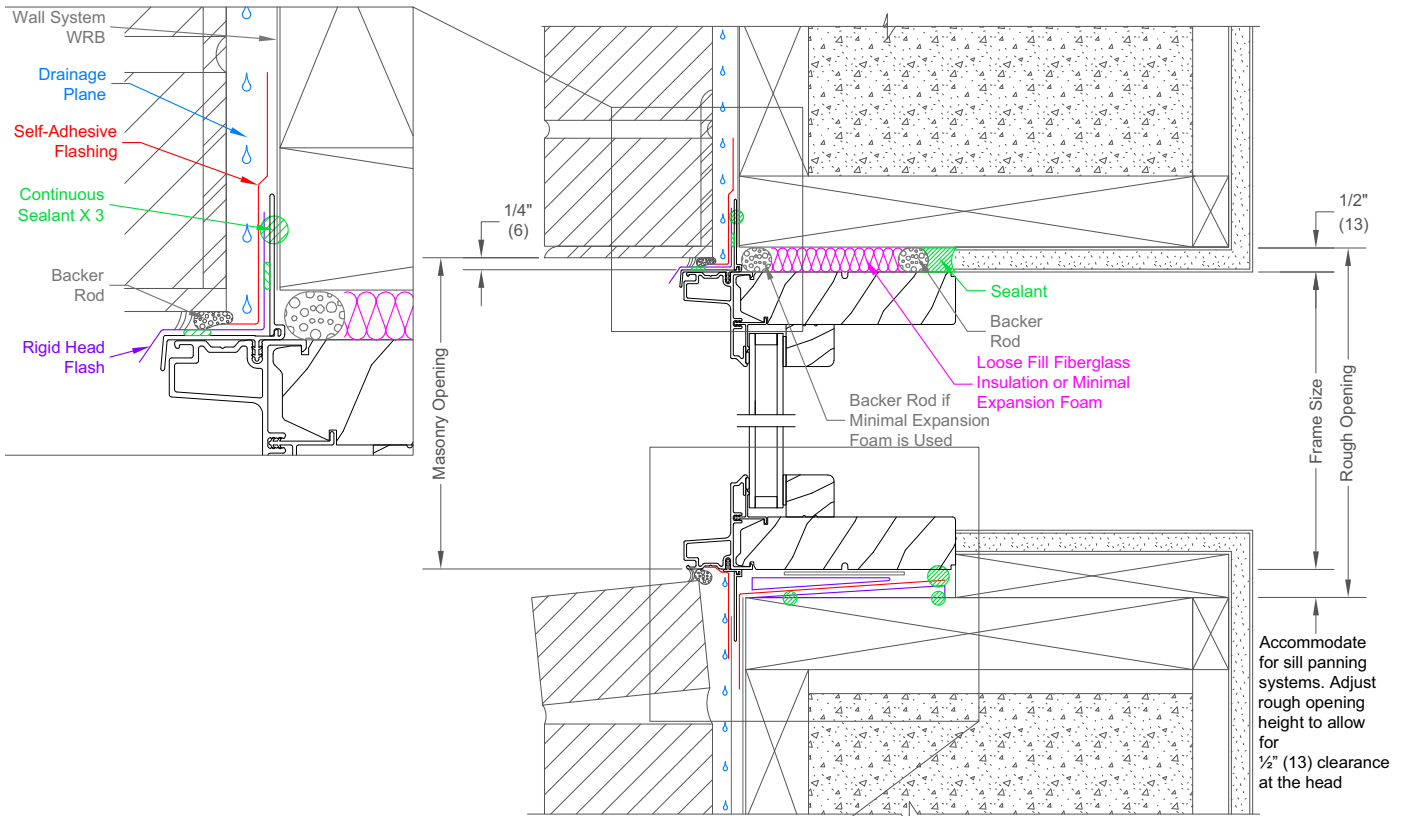 Wall System
WRB
Drainage
Plane
Self-Adhesive
Flashing
Continuous
Sealant X 3
Backer
Rod
Rigid Head
Flash
1/4"
(6)
Masonry Opening
1/2"
(13)
Sealant
Backer
Rod
Loose Fill Fiberglass
Insulation or Minimal
Expansion Foam
Backer Rod if
Minimal Expansion
Foam is Used
Frame Size
Rough Opening
Accommodate
for sill panning
systems. Adjust
rough opening
height to allow
for
½” (13) clearance
at the head